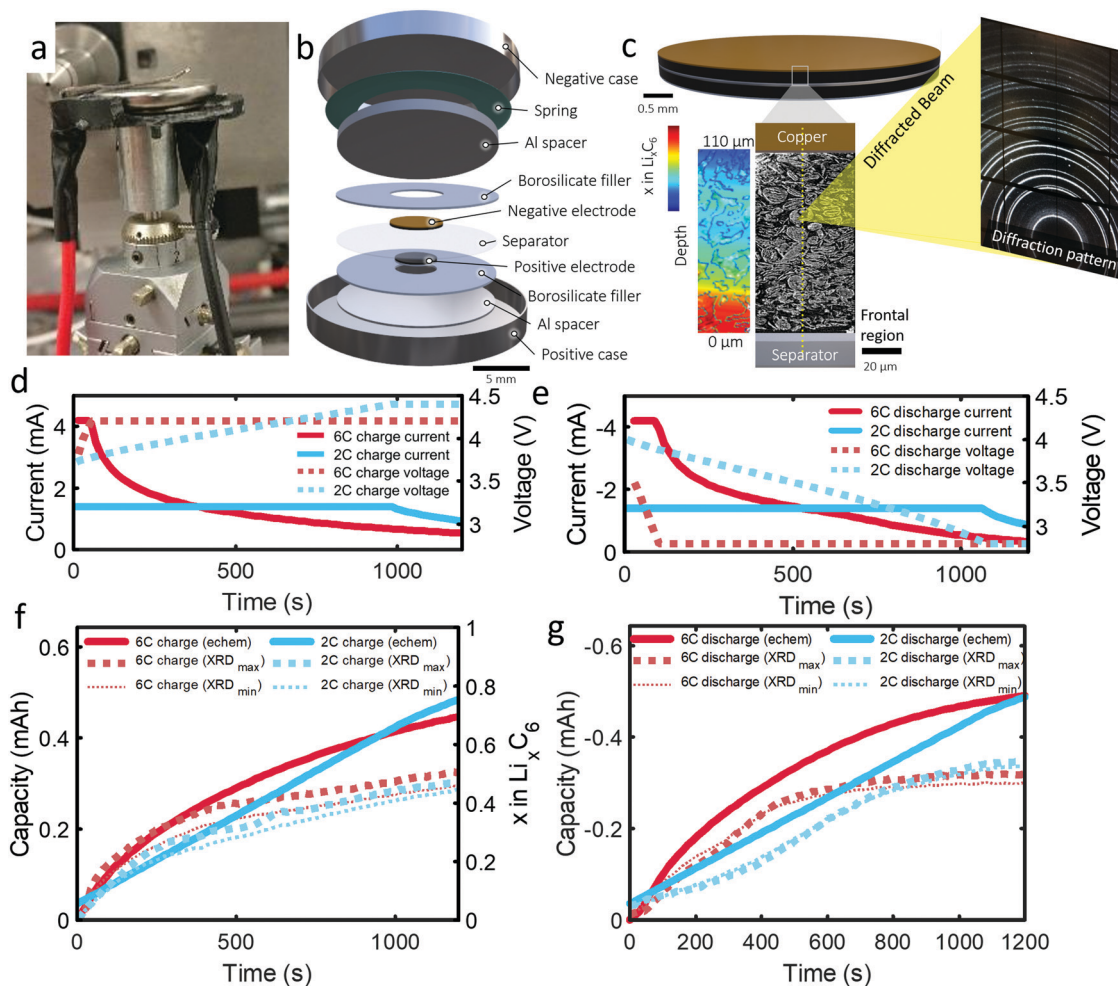 a
b
Negative case
Spring
Al spacer
Borosilicate filler
Negative electrode
Separator
Positive electrode
Borosilicate filler
Al spacer
Positive case
5 mm
c
0.5 mm
x in LixC6
110 µm
Depth
0 µm
Copper
Separator
Diffracted Beam
Diffraction pattern
Frontal
region
20 µm
d
Current (mA)
4
2
0
6C charge current
2C charge current
6C charge voltage
2C charge voltage
4.5
4
3.5
3
Voltage (V)
0
500
1000
Time (s)
e
Current (mA)
-4
-2
0
6C discharge current
2C discharge current
6C discharge voltage
2C discharge voltage
4.5
4
3.5
3
Voltage (V)
0
500
1000
Time (s)
f
Capacity (mAh)
0.6
0.4
0.2
0
6C charge (echem)
6C charge (XRDmax)
6C charge (XRDmin)
2C charge (echem)
2C charge (XRDmax)
2C charge (XRDmin)
1
0.8
0.6
0.4
0.2
0
x in LixC6
0
500
1000
Time (s)
g
Capacity (mAh)
-0.6
-0.4
-0.2
0
6C discharge (echem)
6C discharge (XRDmax)
6C discharge (XRDmin)
2C discharge (echem)
2C discharge (XRDmax)
2C discharge (XRDmin)
0
200
400
600
800
1000
1200
Time (s)